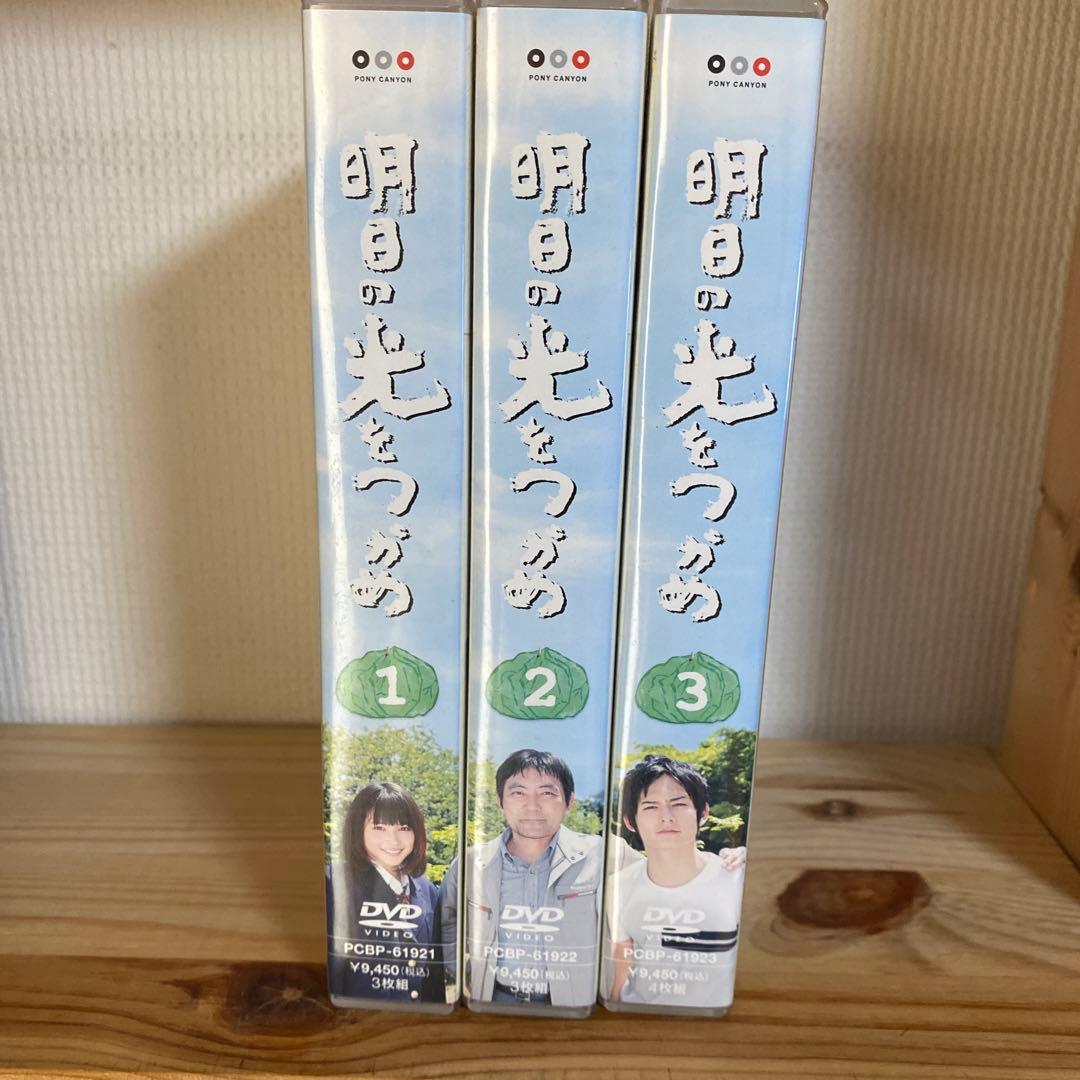 PONY CANYON
明日の光をつかめ
1
DVD
VIDEO
PCBP-61921
¥9,450(税込)
3枚組
PONY CANYON
明日の光をつかめ
2
DVD
VIDEO
PCBP-61922
¥9,450(税込)
3枚組
PONY CANYON
明日の光をつかめ
3
DVD
VIDEO
PCBP-61923
¥9,450(税込)
4枚組